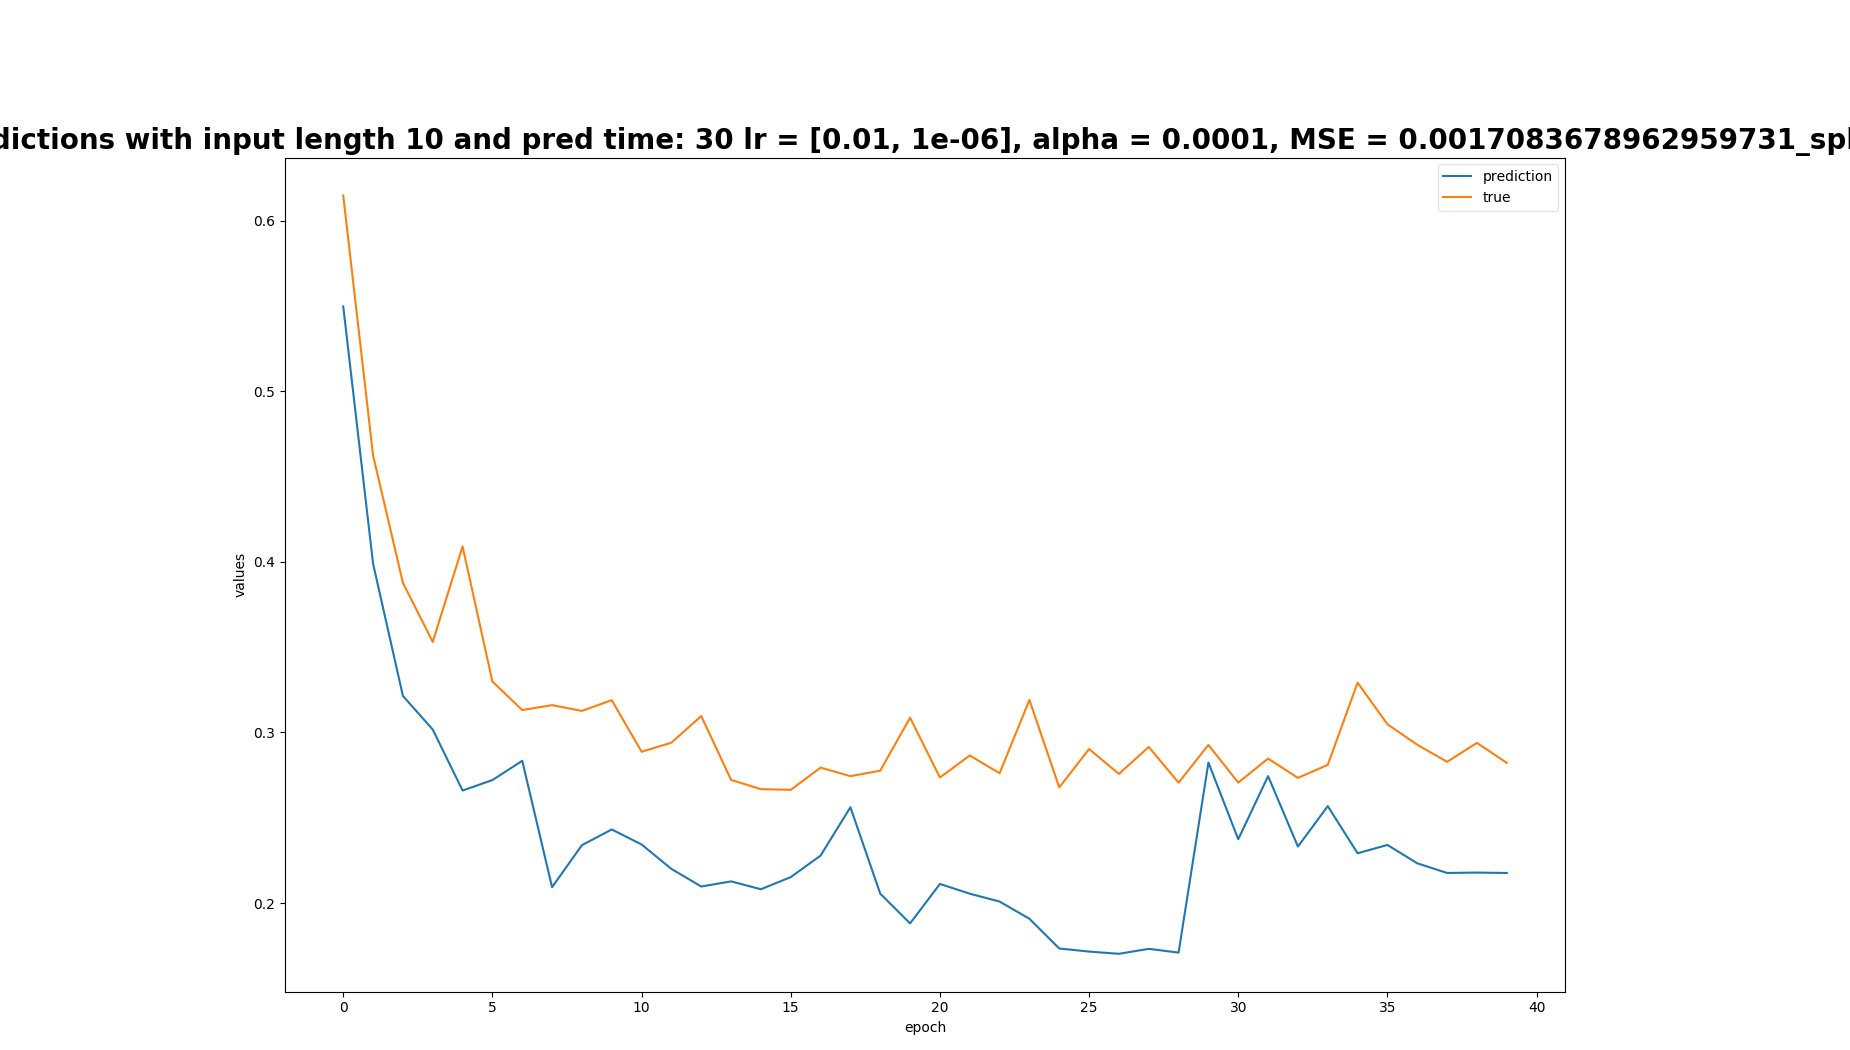 dictions with input length 10 and pred time: 30 lr = [0.01, 1e-06], alpha = 0.0001, MSE = 0.0017083678962959731_spl
prediction
true
0.6
0.5
0.4
0.3
0.2
values
0 5 10 15 20 25 30 35 40
epoch